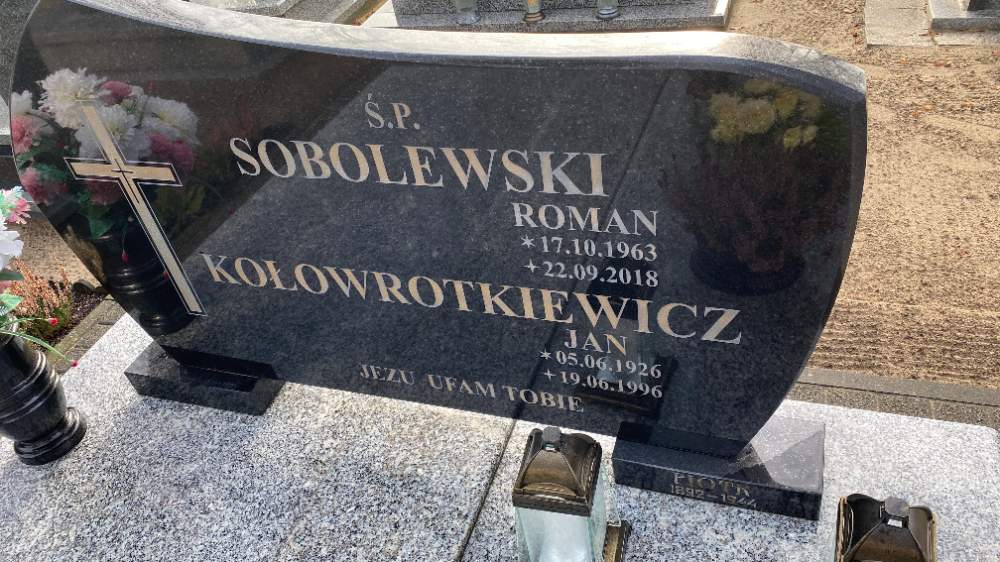 Ś.P.
SOBOLEWSKI
ROMAN
*17.10.1963
+22.09.2018
KOŁOWROTKIEWICZ
JAN
*05.06.1926
+19.06.1996
JEZU UFAM TOBIE
PIOTR